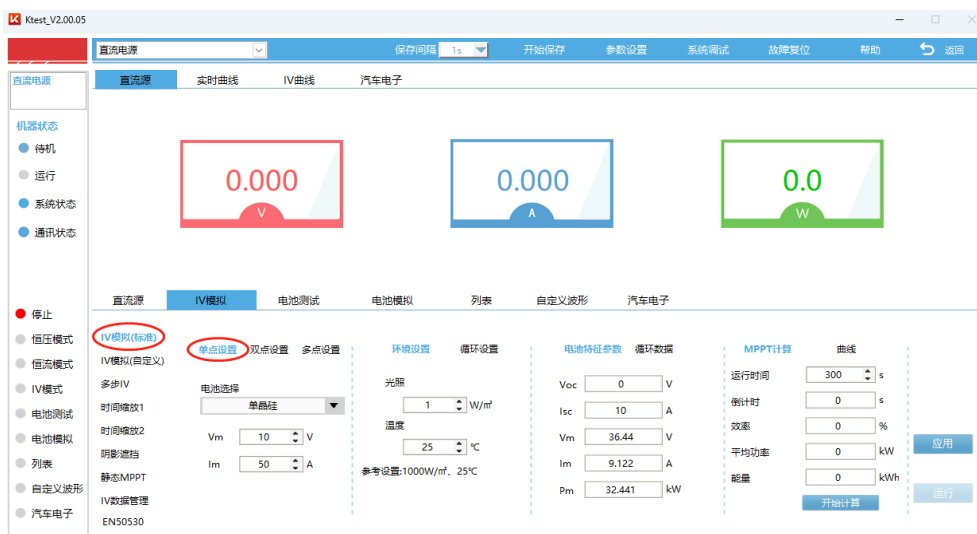 Ktest_V2.00.05
直流电源 保存间隔 1s 开始保存 参数设置 系统调试 故障复位 帮助 返回
直流电源
直流源 实时曲线 IV曲线 汽车电子
机器状态
待机
运行
系统状态
通讯状态
0.000
V
0.000
A
0.0
W
直流源 IV模拟 电池测试 电池模拟 列表 自定义波形 汽车电子
停止
恒压模式
恒流模式
IV模式
电池测试
电池模拟
列表
自定义波形
汽车电子
IV模拟(标准)
IV模拟(自定义)
多步IV
时间缩放1
时间缩放2
阴影遮挡
静态MPPT
IV数据管理
EN50530
单点设置 双点设置 多点设置
电池选择
单晶硅
Vm 10 V
Im 50 A
环境设置 循环设置
光照
1 W/㎡
温度
25 ℃
参考设置:1000W/㎡、25℃
电池特征参数 循环数据
Voc 0 V
Isc 10 A
Vm 36.44 V
Im 9.122 A
Pm 32.441 kW
MPPT计算 曲线
运行时间 300 s
倒计时 0 s
效率 0 %
平均功率 0 kW
能量 0 kWh
开始计算
应用
运行